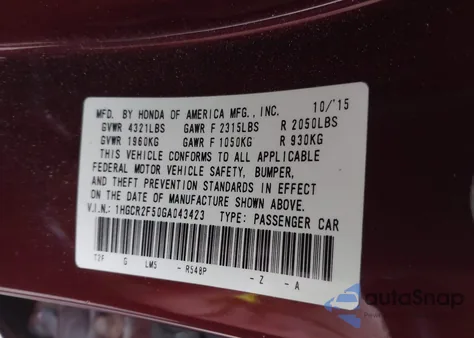 MFD. BY HONDA OF AMERICA MFG., INC. 10/'15
GVWR 4321LBS GAWR F 2315LBS R 2050LBS
GVWR 1960KG GAWR F 1050KG R 930KG
THIS VEHICLE CONFORMS TO ALL APPLICABLE
FEDERAL MOTOR VEHICLE SAFETY, BUMPER,
AND THEFT PREVENTION STANDARDS IN EFFECT
ON THE DATE OF MANUFACTURE SHOWN ABOVE.
V.I.N.: 1HGCR2F50GA043423 TYPE: PASSENGER CAR
T2F G LM5 - R548P - Z - A
autoSnap